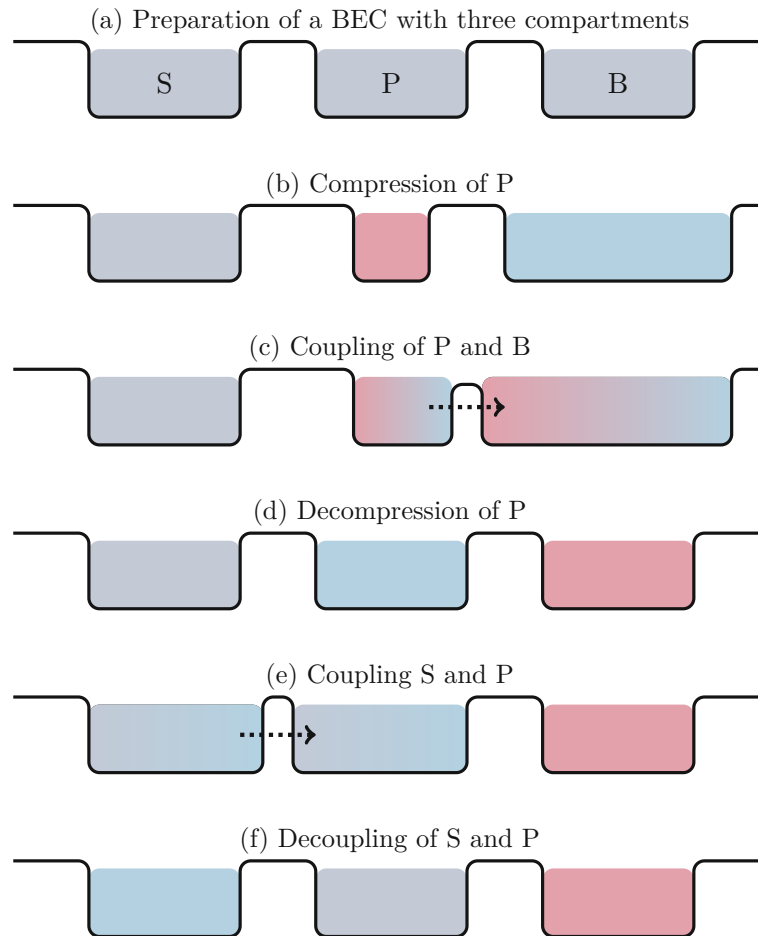 (a) Preparation of a BEC with three compartments
S P B
(b) Compression of P
(c) Coupling of P and B
(d) Decompression of P
(e) Coupling S and P
(f) Decoupling of S and P